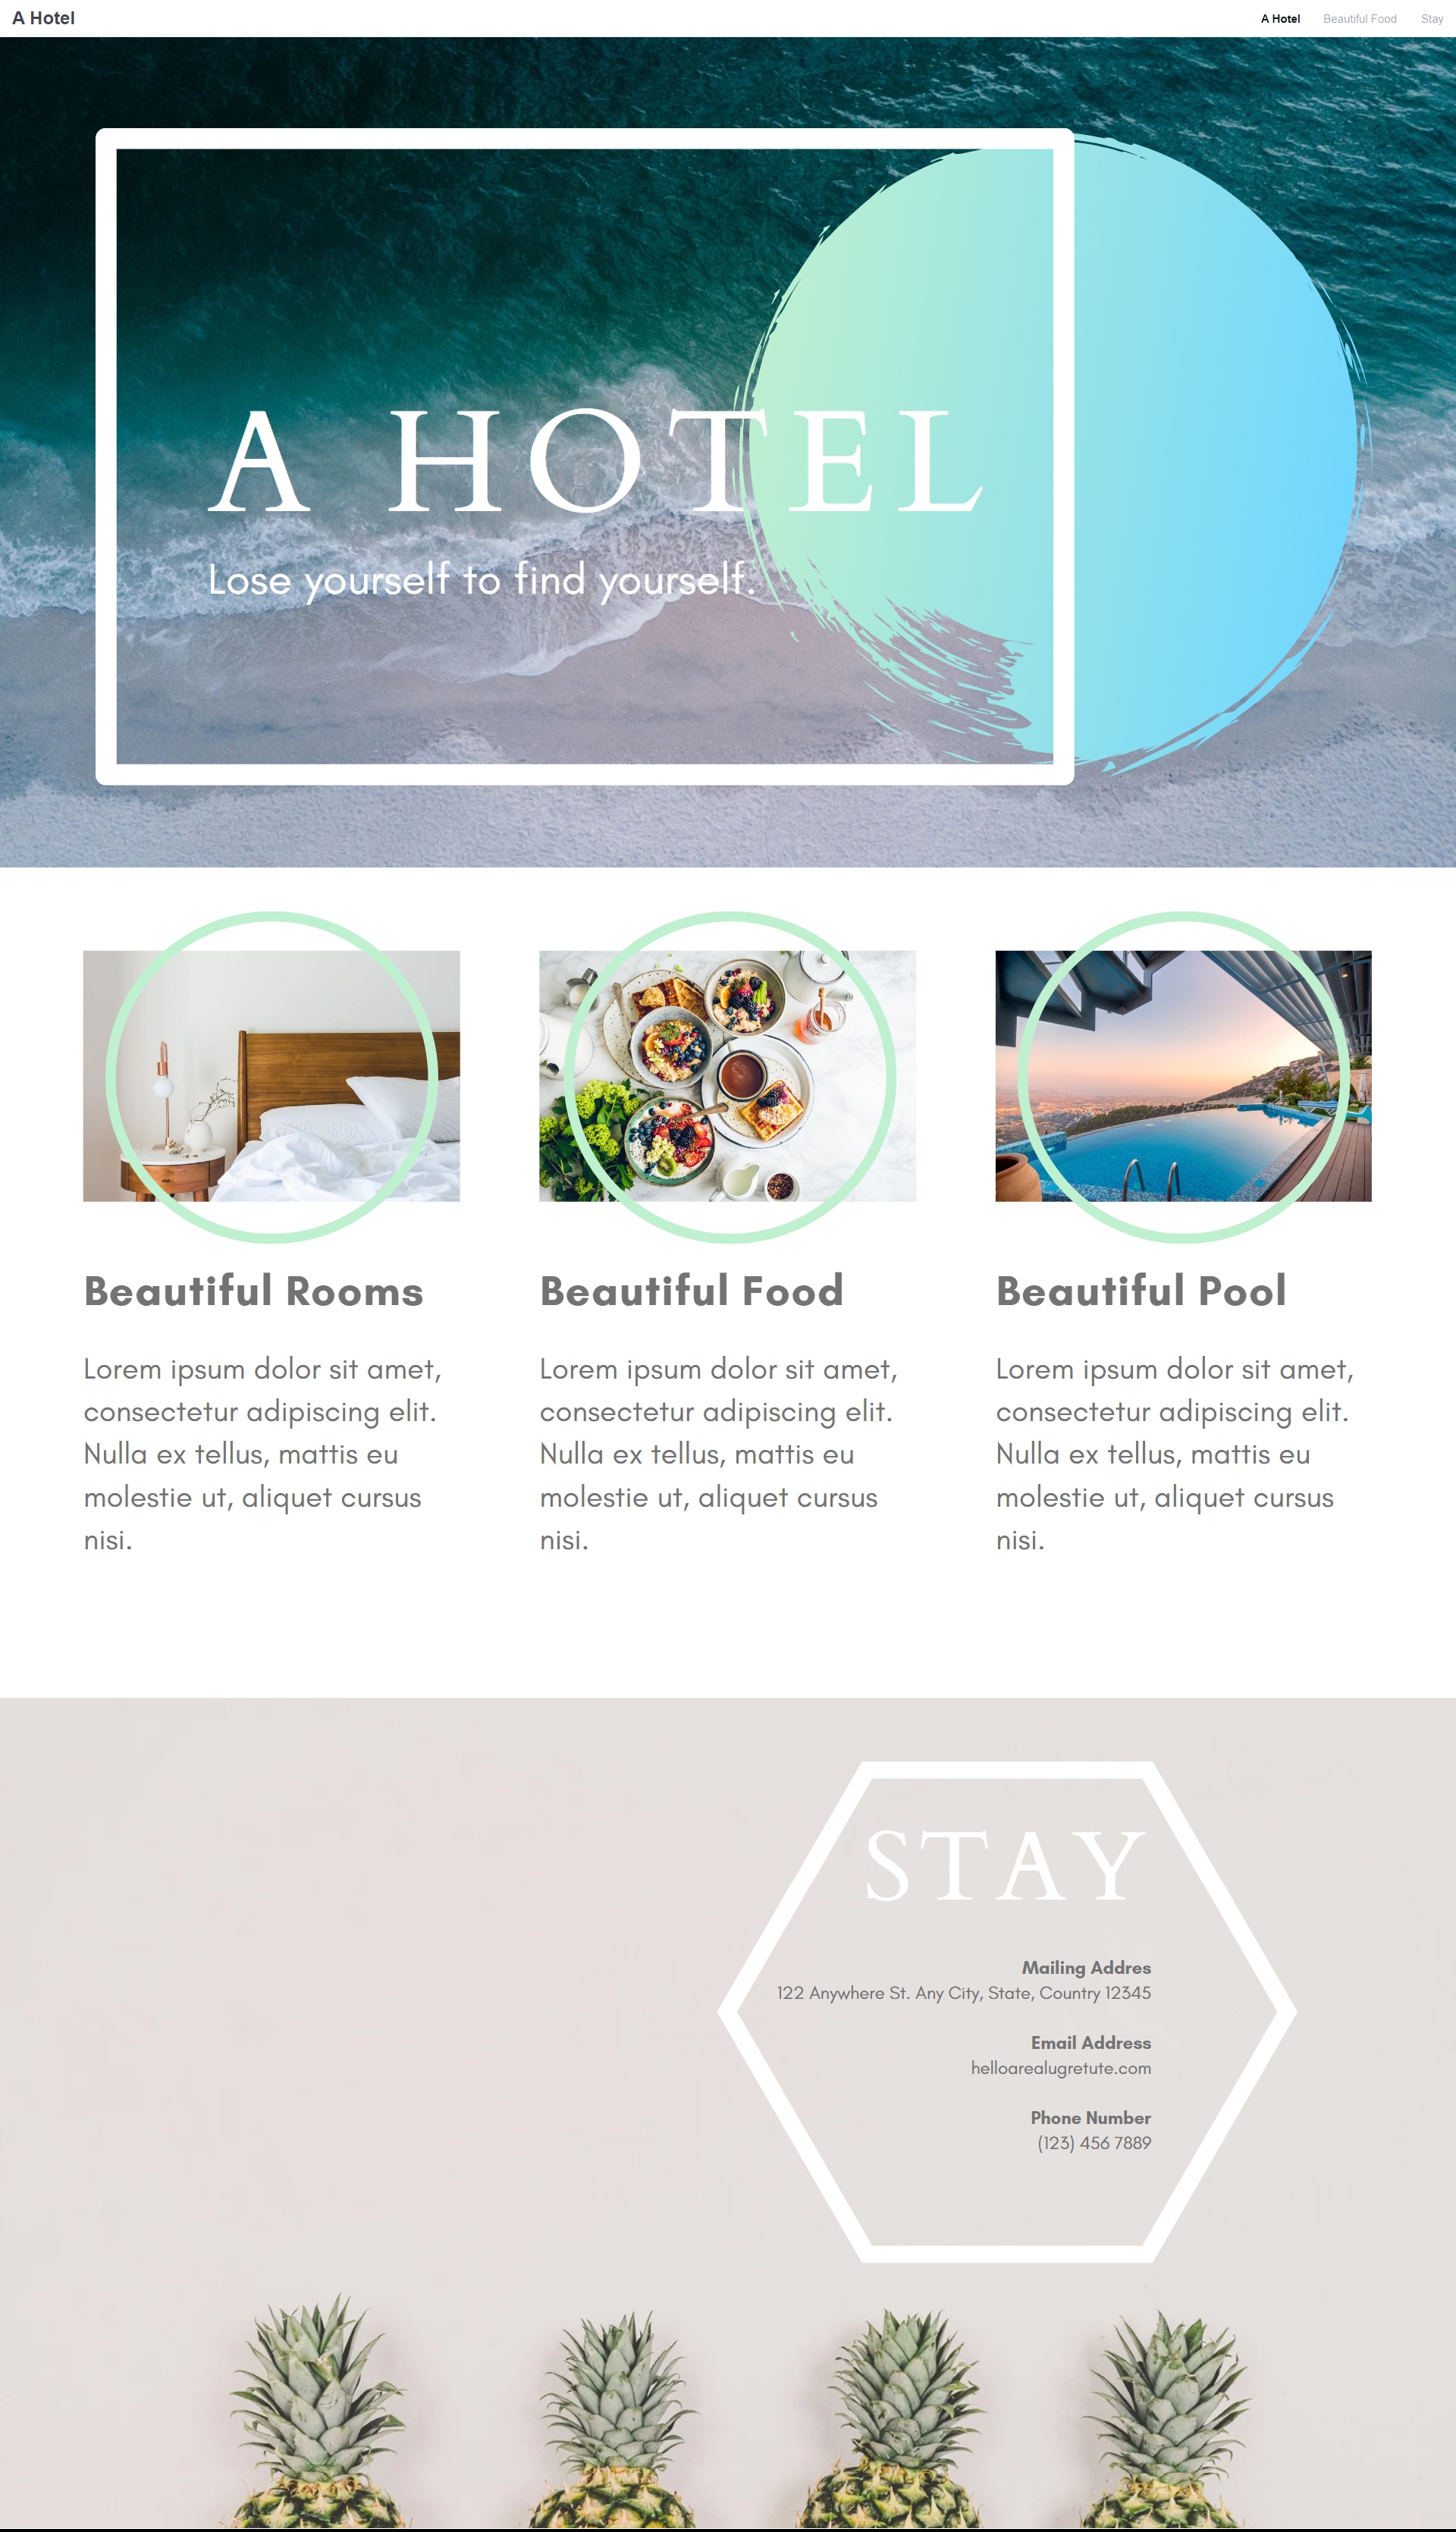 A Hotel
A Hotel Beautiful Food Stay
A HOTEL
Lose yourself to find yourself.
Beautiful Rooms
Lorem ipsum dolor sit amet,
consectetur adipiscing elit.
Nulla ex tellus, mattis eu
molestie ut, aliquet cursus
nisi.
Beautiful Food
Lorem ipsum dolor sit amet,
consectetur adipiscing elit.
Nulla ex tellus, mattis eu
molestie ut, aliquet cursus
nisi.
Beautiful Pool
Lorem ipsum dolor sit amet,
consectetur adipiscing elit.
Nulla ex tellus, mattis eu
molestie ut, aliquet cursus
nisi.
STAY
Mailing Addres
122 Anywhere St. Any City, State, Country 12345
Email Address
helloarealugretute.com
Phone Number
(123) 456 7889